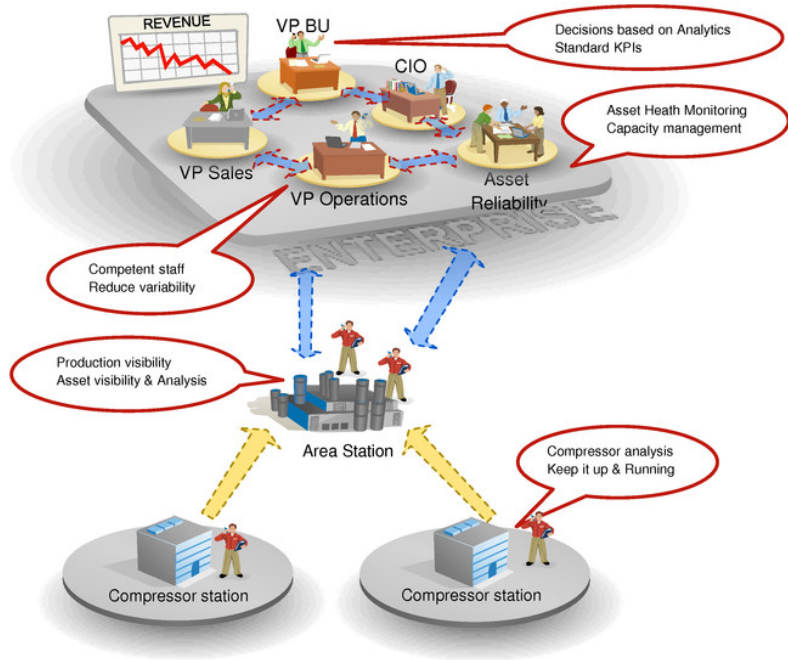 REVENUE
VP BU
Decisions based on Analytics
Standard KPIs
CIO
Asset Heath Monitoring
Capacity management
VP Sales
VP Operations
Asset
Reliability
ENTERPRISE
Competent staff
Reduce variability
Production visibility
Asset visibility & Analysis
Area Station
Compressor analysis
Keep it up & Running
Compressor station
Compressor station